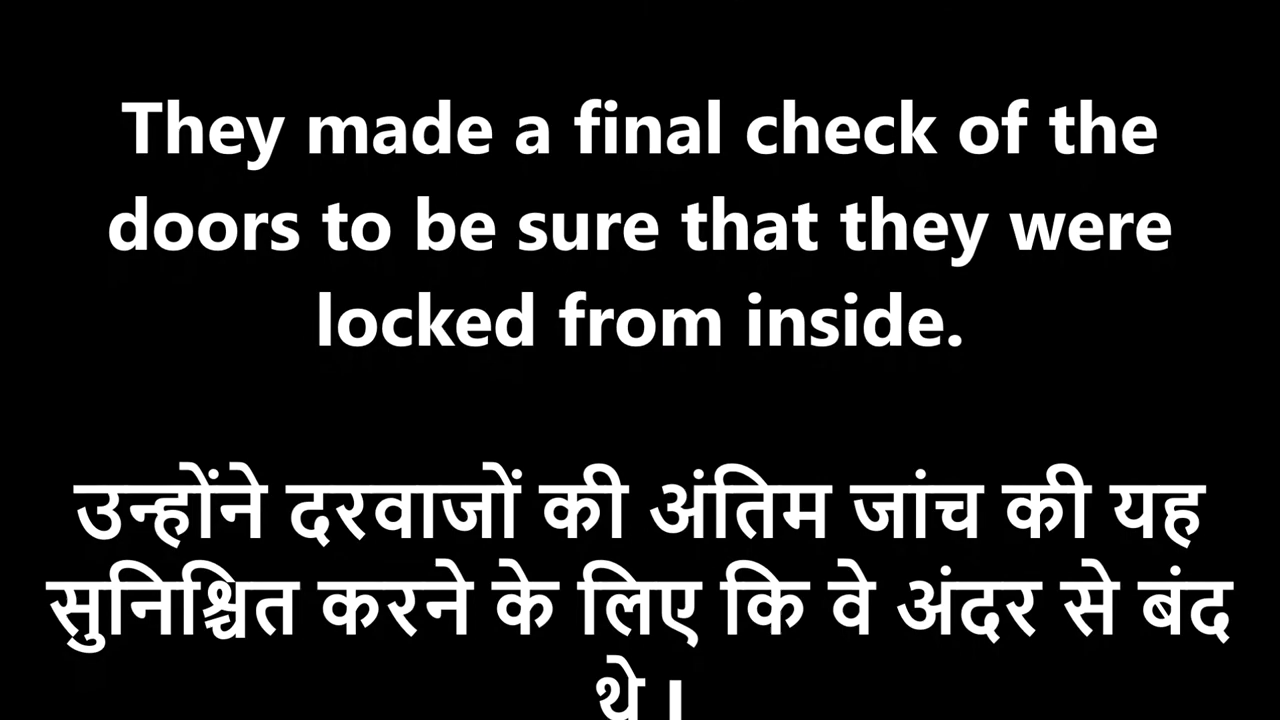 They made a final check of the
doors to be sure that they were
locked from inside.
उन्होंने दरवाजों की अंतिम जांच की यह
सुनिश्चित करने के लिए कि वे अंदर से बंद
थे।